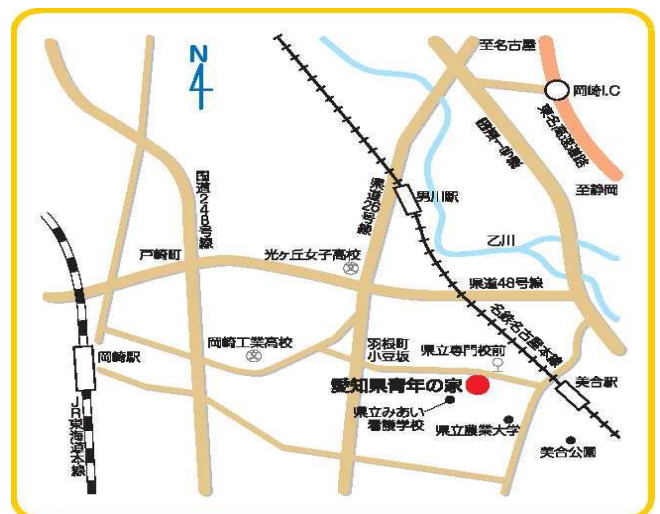 至名古屋
N
岡崎I.C
東名高速道路
国道一号線
至静岡
国道248号線
県道26号線
男川駅
乙川
戸崎町
光ヶ丘女子高校
文
県道48号線
名鉄名古屋本線
岡崎工業高校
文
羽根町
小豆坂
県立専門校前
岡崎駅
愛知県青年の家
美合駅
県立みあい
看護学校
県立農業大学
JR東海道本線
美合公園